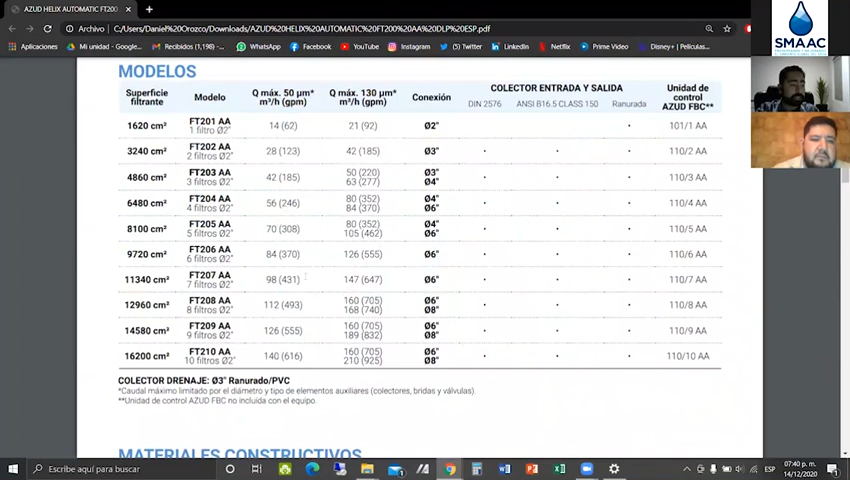 AZUD HELIX AUTOMATIC FT200
Archivo | C:/Users/Daniel%20Orozco/Downloads/AZUD%20HELIX%20AUTOMATIC%20FT200%20AA%20DLP%20ESP.pdf
Aplicaciones Mi unidad - Google... Recibidos (1,198) -... WhatsApp Facebook YouTube Instagram (5) Twitter LinkedIn Netflix Prime Video Disney+ | Películas...
SMAAC
MODELOS
Superficie filtrante Modelo Q máx. 50 µm* m³/h (gpm) Q máx. 130 µm* m³/h (gpm) Conexión COLECTOR ENTRADA Y SALIDA DIN 2576 ANSI B16.5 CLASS 150 Ranurada Unidad de control AZUD FBC**
1620 cm² FT201 AA 1 filtro Ø2" 14 (62) 21 (92) Ø2" • 101/1 AA
3240 cm² FT202 AA 2 filtros Ø2" 28 (123) 42 (185) Ø3" • • • 110/2 AA
4860 cm² FT203 AA 3 filtros Ø2" 42 (185) 50 (220) 63 (277) Ø3" Ø4" • • • 110/3 AA
6480 cm² FT204 AA 4 filtros Ø2" 56 (246) 80 (352) 84 (370) Ø4" Ø6" • • • 110/4 AA
8100 cm² FT205 AA 5 filtros Ø2" 70 (308) 80 (352) 105 (462) Ø4" Ø6" • • • 110/5 AA
9720 cm² FT206 AA 6 filtros Ø2" 84 (370) 126 (555) Ø6" • • • 110/6 AA
11340 cm² FT207 AA 7 filtros Ø2" 98 (431) 147 (647) Ø6" • • • 110/7 AA
12960 cm² FT208 AA 8 filtros Ø2" 112 (493) 160 (705) 168 (740) Ø6" Ø8" • • • 110/8 AA
14580 cm² FT209 AA 9 filtros Ø2" 126 (555) 160 (705) 189 (832) Ø6" Ø8" • • • 110/9 AA
16200 cm² FT210 AA 10 filtros Ø2" 140 (616) 160 (705) 210 (925) Ø6" Ø8" • • • 110/10 AA
COLECTOR DRENAJE: Ø3" Ranurado/PVC
*Caudal máximo limitado por el diámetro y tipo de elementos auxiliares (colectores, bridas y válvulas).
**Unidad de control AZUD FBC no incluida con el equipo.
MATERIALES CONSTRUCTIVOS
Escribe aquí para buscar
ESP
07:40 p. m.
14/12/2020